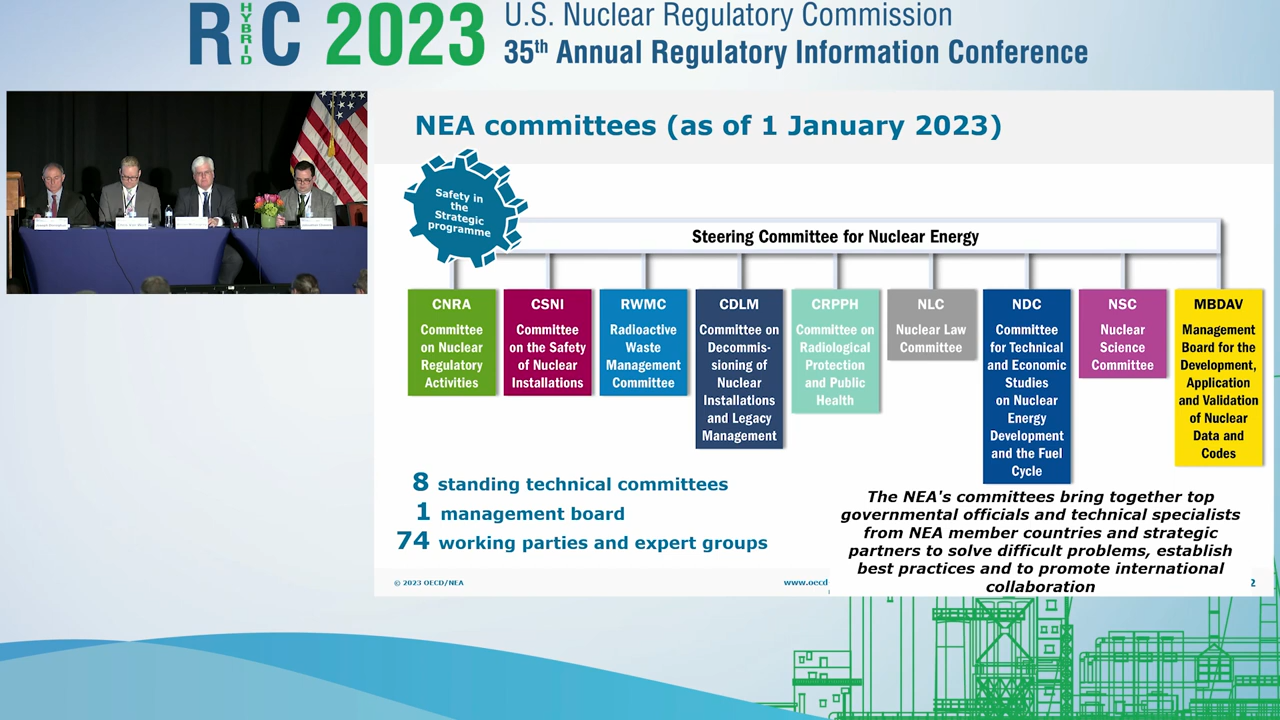 RIC 2023
HYBRID
U.S. Nuclear Regulatory Commission
35th Annual Regulatory Information Conference
NEA committees (as of 1 January 2023)
Safety in
the
Strategic
programme
Steering Committee for Nuclear Energy
CNRA
Committee
on Nuclear
Regulatory
Activities
CSNI
Committee
on the Safety
of Nuclear
Installations
RWMC
Radioactive
Waste
Management
Committee
CDLM
Committee on
Decommis-
sioning of
Nuclear
Installations
and Legacy
Management
CRPPH
Committee on
Radiological
Protection
and Public
Health
NLC
Nuclear Law
Committee
NDC
Committee
for Technical
and Economic
Studies
on Nuclear
Energy
Development
and the Fuel
Cycle
NSC
Nuclear
Science
Committee
MBDAV
Management
Board for the
Development,
Application
and Validation
of Nuclear
Data and
Codes
8 standing technical committees
1 management board
74 working parties and expert groups
The NEA's committees bring together top
governmental officials and technical specialists
from NEA member countries and strategic
partners to solve difficult problems, establish
best practices and to promote international
collaboration
© 2023 OECD/NEA
www.oecd
2